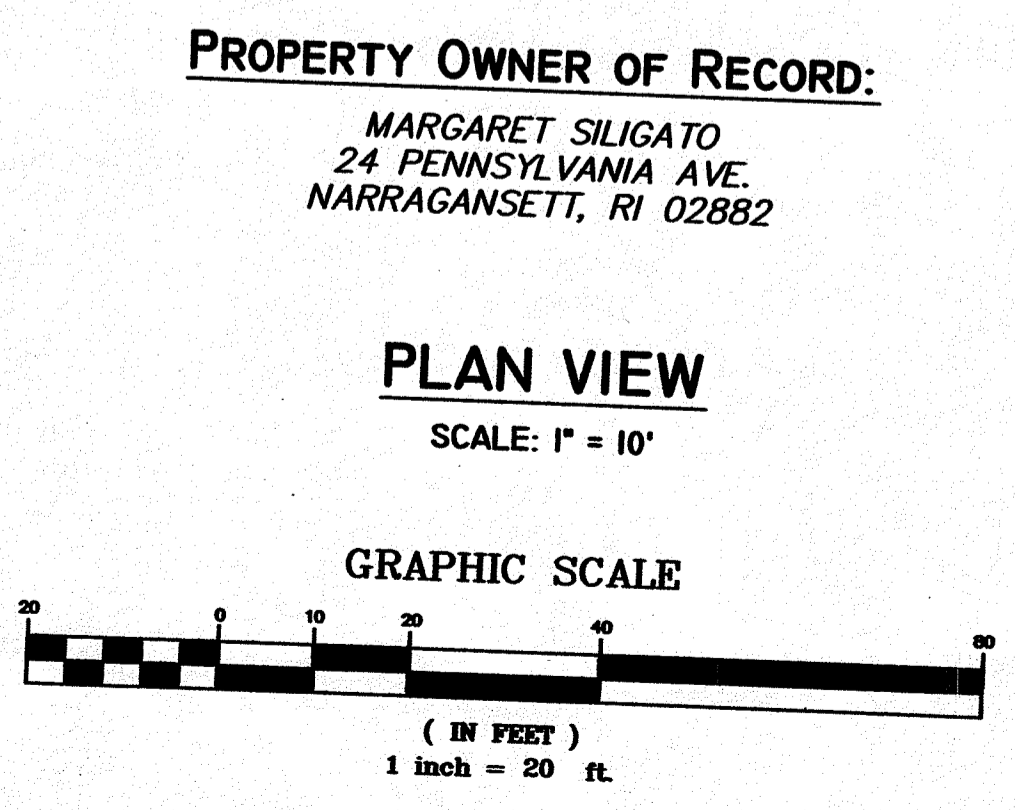 PROPERTY OWNER OF RECORD:
MARGARET SILIGATO
24 PENNSYLVANIA AVE.
NARRAGANSETT, RI 02882
PLAN VIEW
SCALE: 1" = 10'
GRAPHIC SCALE
20 0 10 20 40 80
( IN FEET )
1 inch = 20 ft.